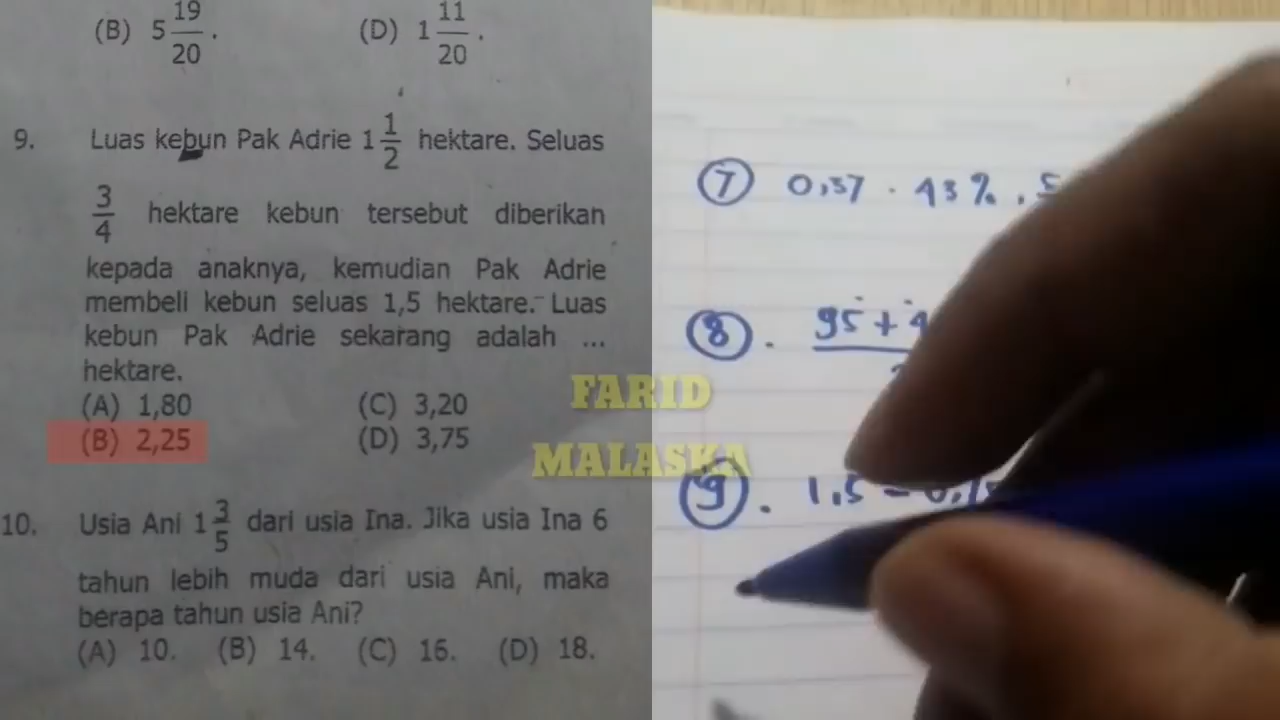 (B) 5 19/20 . (D) 1 11/20 .
9. Luas kebun Pak Adrie 1 1/2 hektare. Seluas
3/4 hektare kebun tersebut diberikan
kepada anaknya, kemudian Pak Adrie
membeli kebun seluas 1,5 hektare. Luas
kebun Pak Adrie sekarang adalah ...
hektare.
(A) 1,80 (C) 3,20
(B) 2,25 (D) 3,75
10. Usia Ani 1 3/5 dari usia Ina. Jika usia Ina 6
tahun lebih muda dari usia Ani, maka
berapa tahun usia Ani?
(A) 10. (B) 14. (C) 16. (D) 18.
7 0,37 . 43% .
8 . 95 +
9 . 1,5 -
FARID
MALASKA